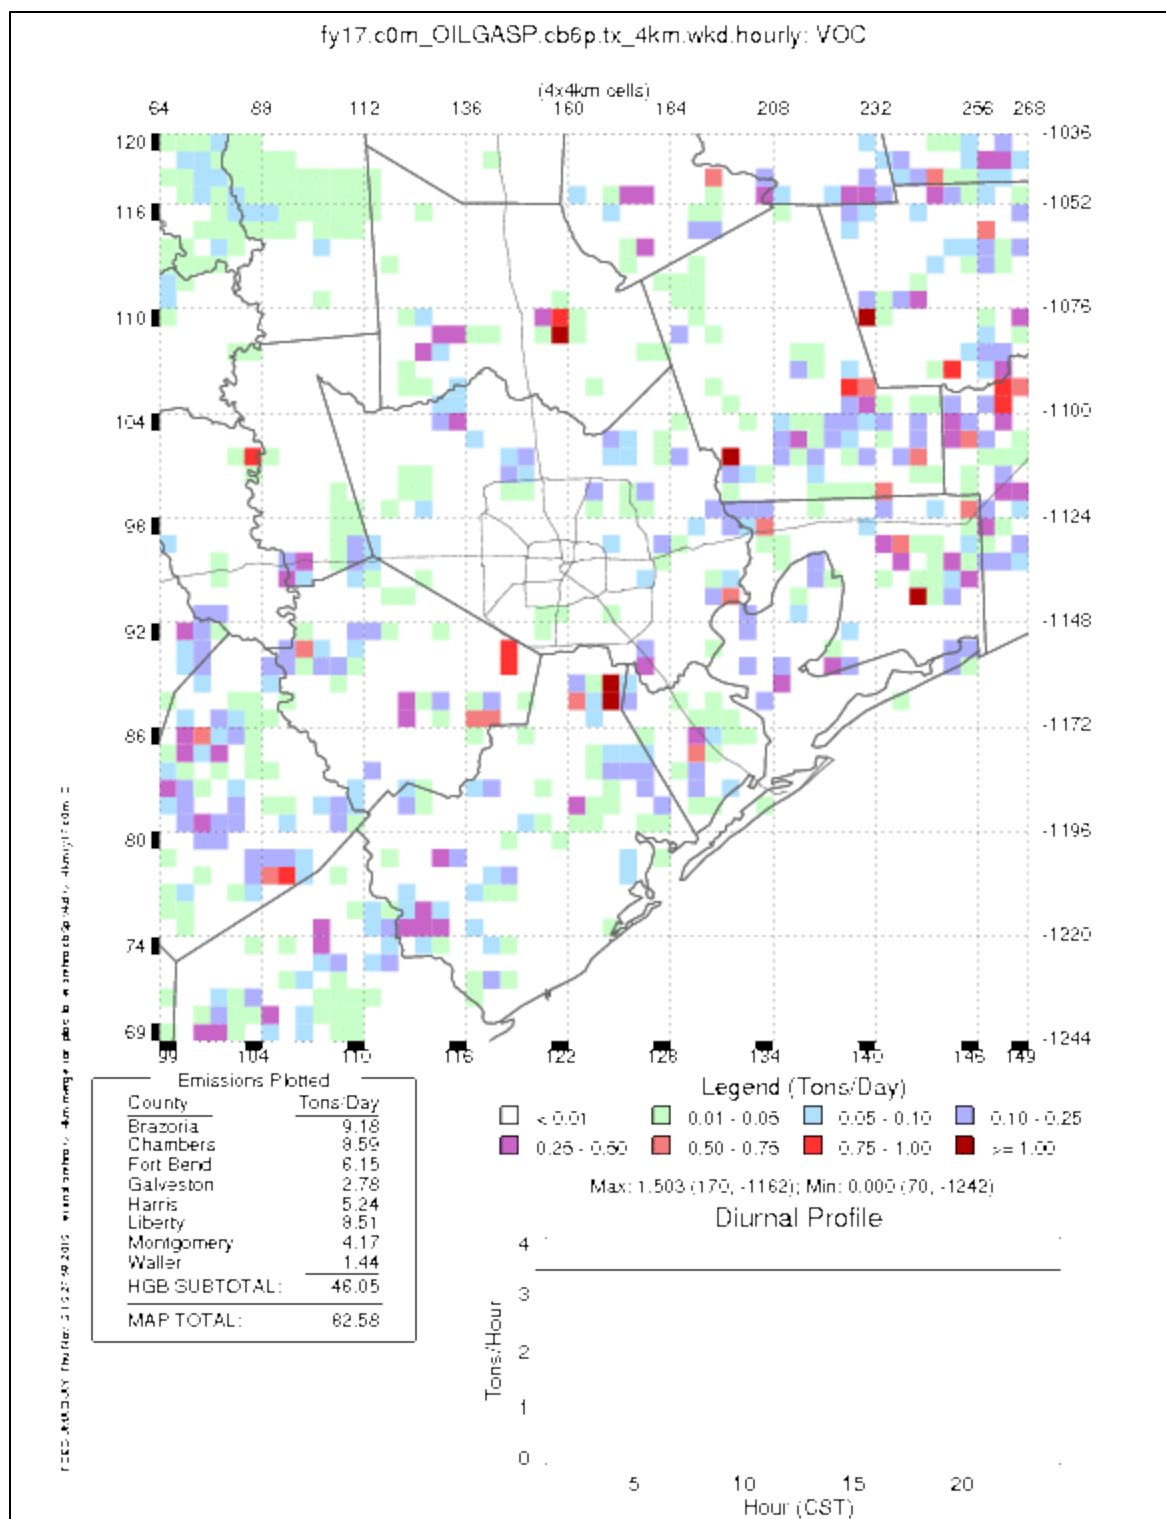 fy17.c0m_OILGASP.cb6p.tx_4km.wkd.hourly: VOC
(4x4km cells)
64 88 112 136 160 184 208 232 256 268
120 -1036
116 -1052
110 -1076
104 -1100
98 -1124
92 -1148
86 -1172
80 -1196
74 -1220
69 -1244
99 104 110 116 122 128 134 140 146 149
Emissions Plotted
County Tons/Day
Brazoria 9.18
Chambers 8.59
Fort Bend 6.15
Galveston 2.78
Harris 5.24
Liberty 8.51
Montgomery 4.17
Waller 1.44
HGB SUBTOTAL: 46.05
MAP TOTAL: 82.58
Legend (Tons/Day)
< 0.01 0.01 - 0.05 0.05 - 0.10 0.10 - 0.25
0.25 - 0.50 0.50 - 0.75 0.75 - 1.00 >= 1.00
Max: 1.503 (170, -1162); Min: 0.000 (70, -1242)
Diurnal Profile
Tons/Hour
4
3
2
1
0
5 10 15 20
Hour (CST)